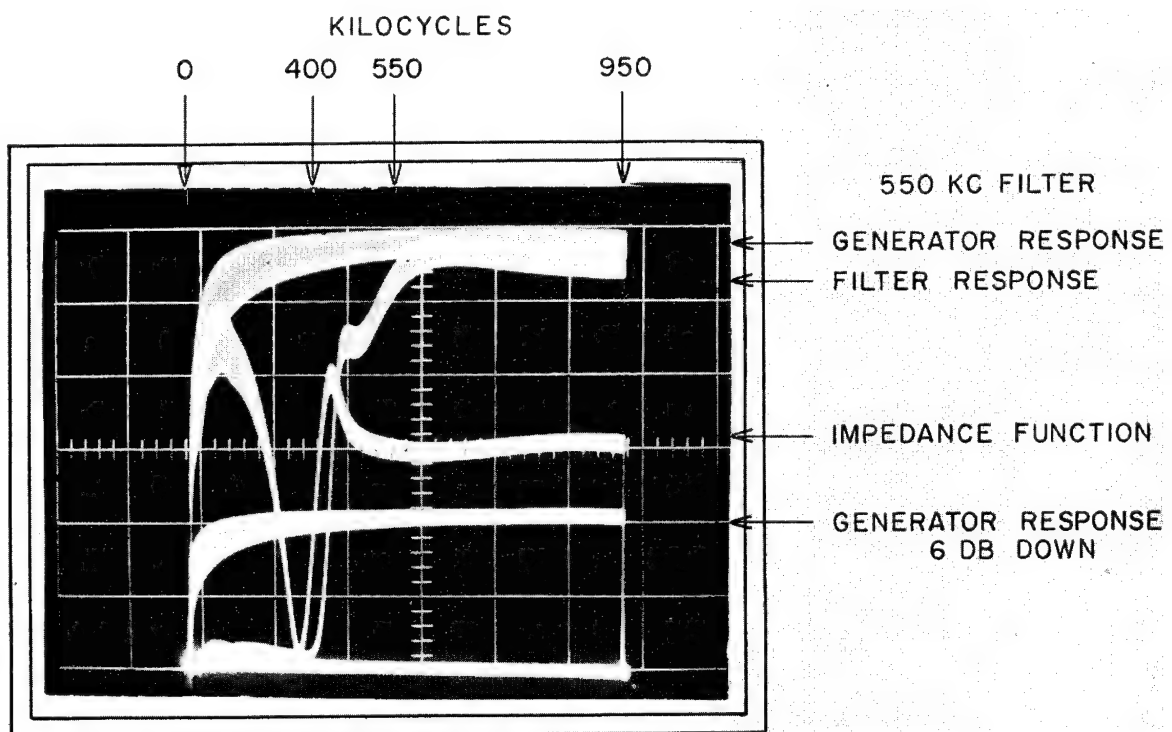 KILOCYCLES
0 400 550 950
550 KC FILTER
GENERATOR RESPONSE
FILTER RESPONSE
IMPEDANCE FUNCTION
GENERATOR RESPONSE
6 DB DOWN